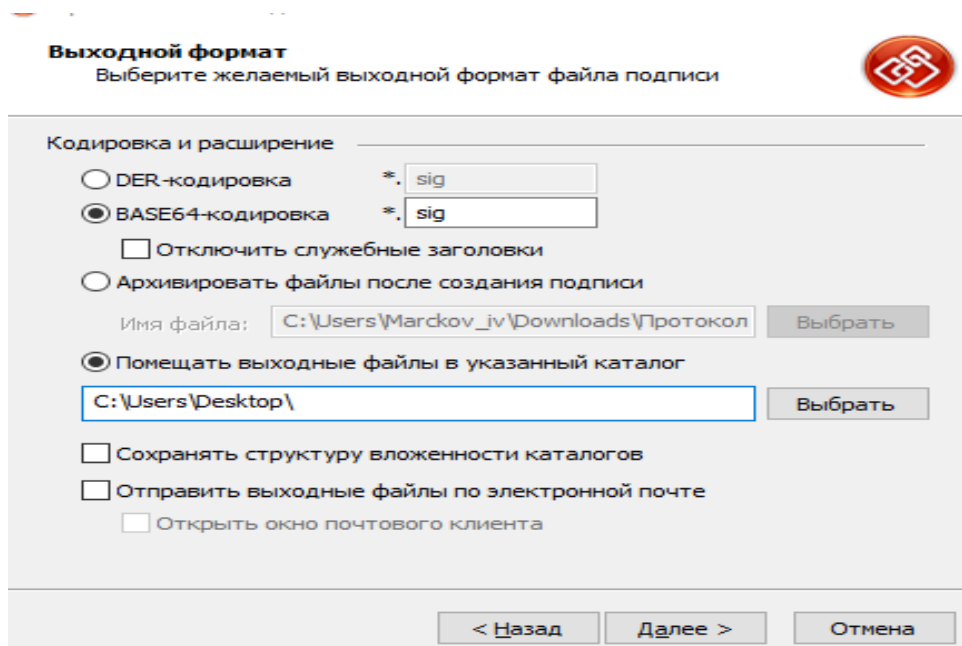 Выходной формат
Выберите желаемый выходной формат файла подписи
Кодировка и расширение
DER-кодировка *. sig
BASE64-кодировка *. sig
Отключить служебные заголовки
Архивировать файлы после создания подписи
Имя файла: C:\Users\Marckov_iv\Downloads\Протокол Выбрать
Помещать выходные файлы в указанный каталог
C:\Users\Desktop\ Выбрать
Сохранять структуру вложенности каталогов
Отправить выходные файлы по электронной почте
Открыть окно почтового клиента
< Назад Далее > Отмена